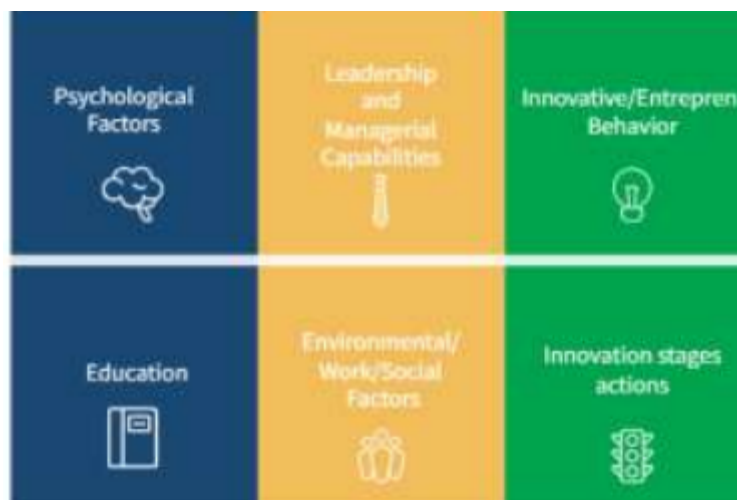 Psychological
Factors
Leadership
and
Managerial
Capabilities
Innovative/Entrepren
Behavior
Education
Environmental/
Work/Social
Factors
Innovation stages
actions